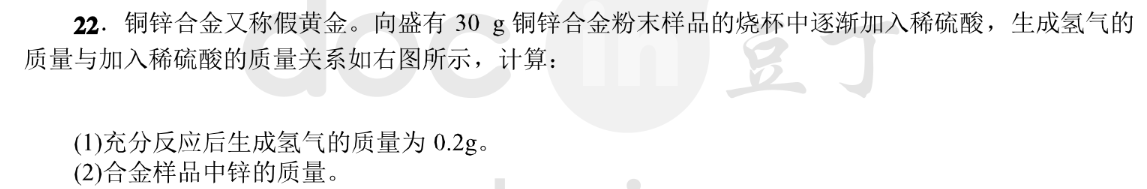 22．铜锌合金又称假黄金。向盛有 30 g 铜锌合金粉末样品的烧杯中逐渐加入稀硫酸，生成氢气的
质量与加入稀硫酸的质量关系如右图所示，计算：
(1)充分反应后生成氢气的质量为 0.2g。
(2)合金样品中锌的质量。
docin 豆丁